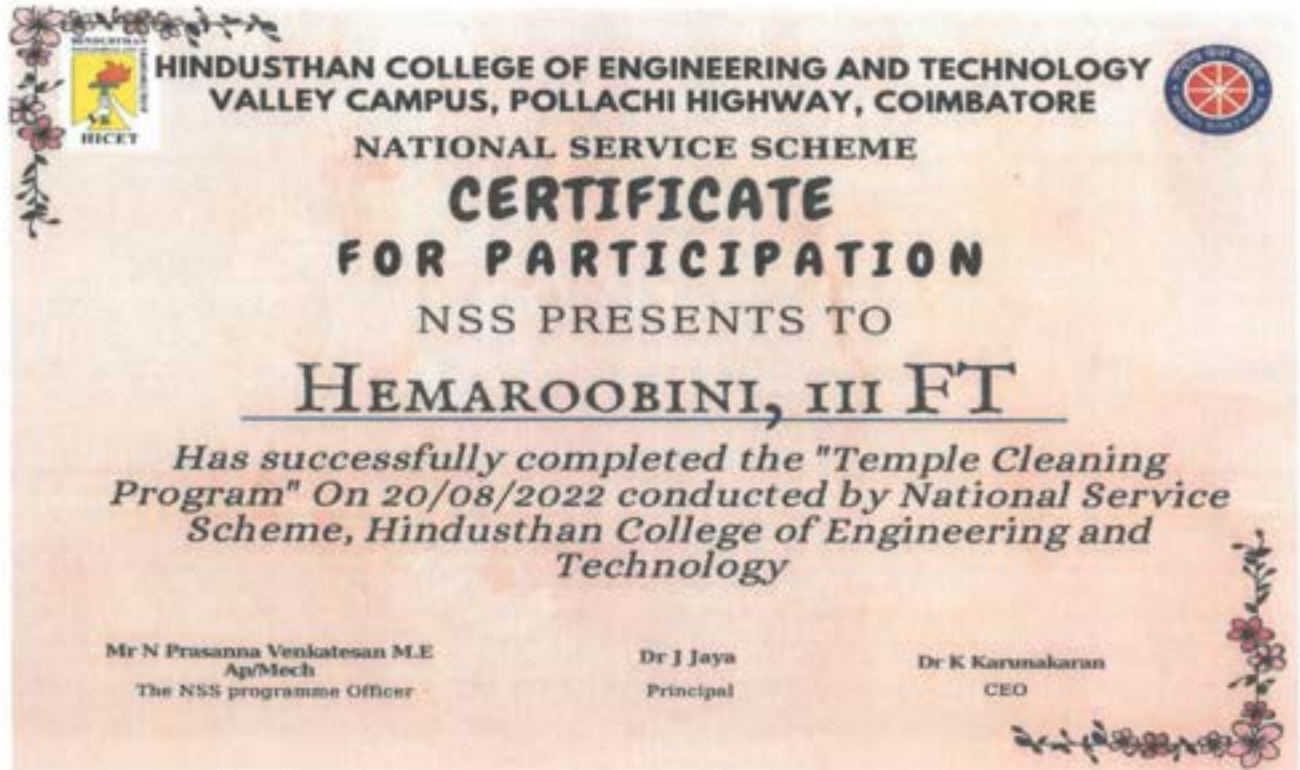 HINDUSTHAN COLLEGE OF ENGINEERING AND TECHNOLOGY
VALLEY CAMPUS, POLLACHI HIGHWAY, COIMBATORE
HICET
NATIONAL SERVICE SCHEME
CERTIFICATE
FOR PARTICIPATION
NSS PRESENTS TO
HEMAROOBINI, III FT
Has successfully completed the "Temple Cleaning
Program" On 20/08/2022 conducted by National Service
Scheme, Hindusthan College of Engineering and
Technology
Mr N Prasanna Venkatesan M.E
Ap/Mech
The NSS programme Officer
Dr J Jaya
Principal
Dr K Karunakaran
CEO